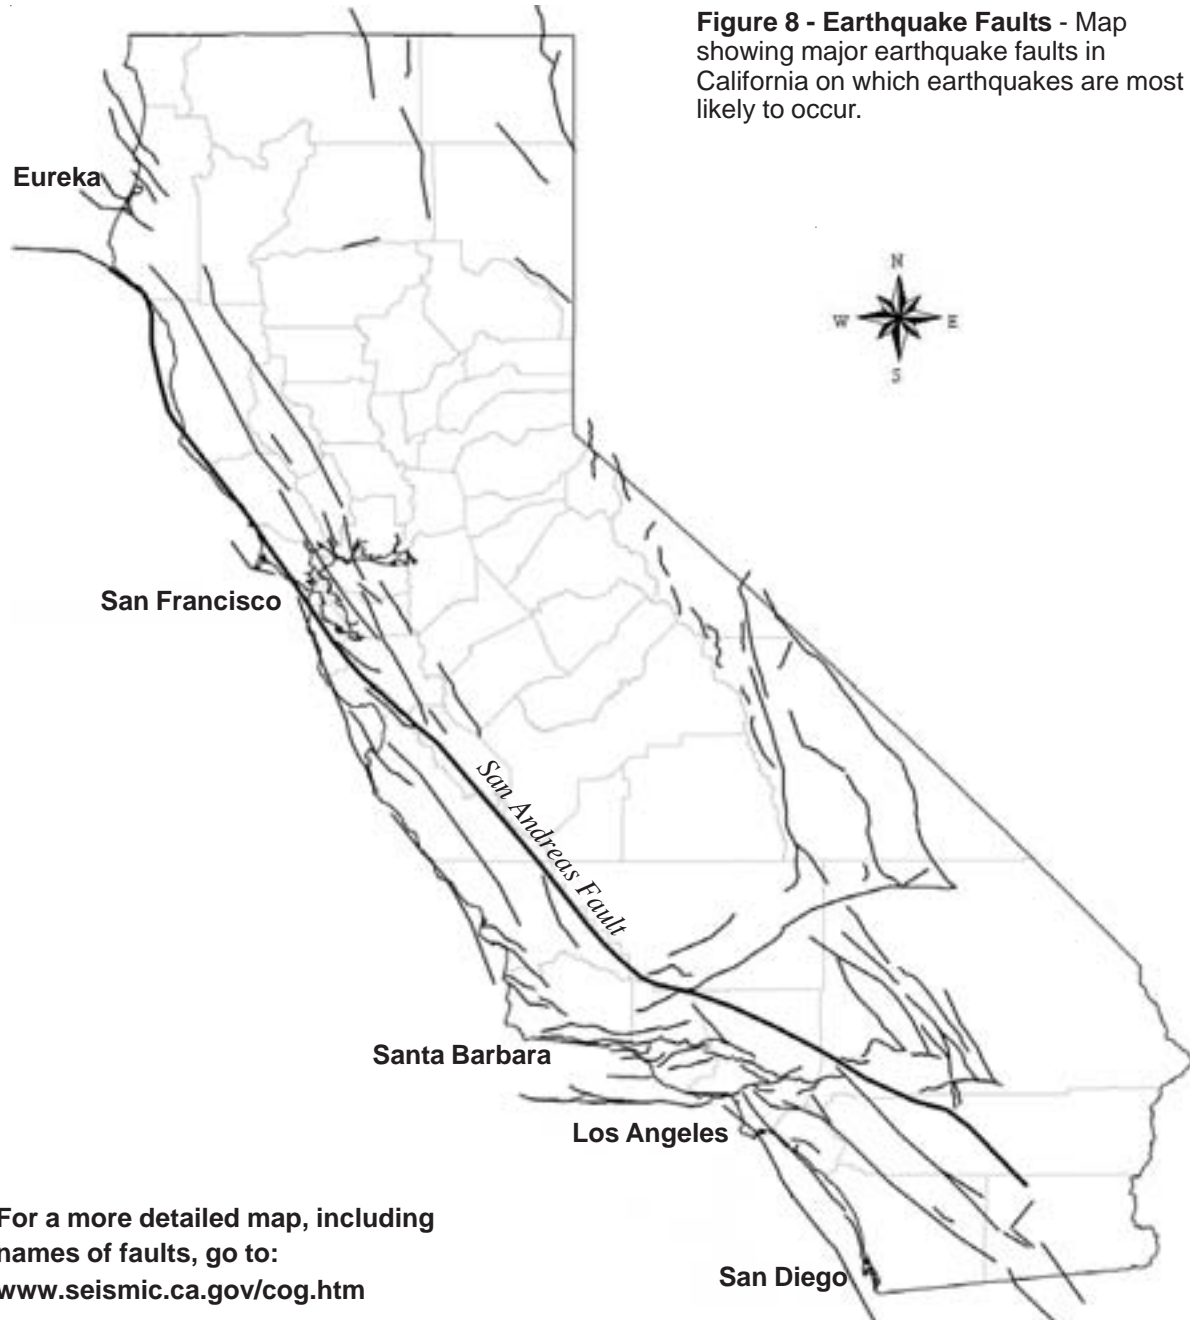 Figure 8 - Earthquake Faults - Map
showing major earthquake faults in
California on which earthquakes are most
likely to occur.
Eureka
N
W
E
S
San Francisco
San Andreas Fault
Santa Barbara
Los Angeles
For a more detailed map, including
names of faults, go to:
www.seismic.ca.gov/cog.htm
San Diego